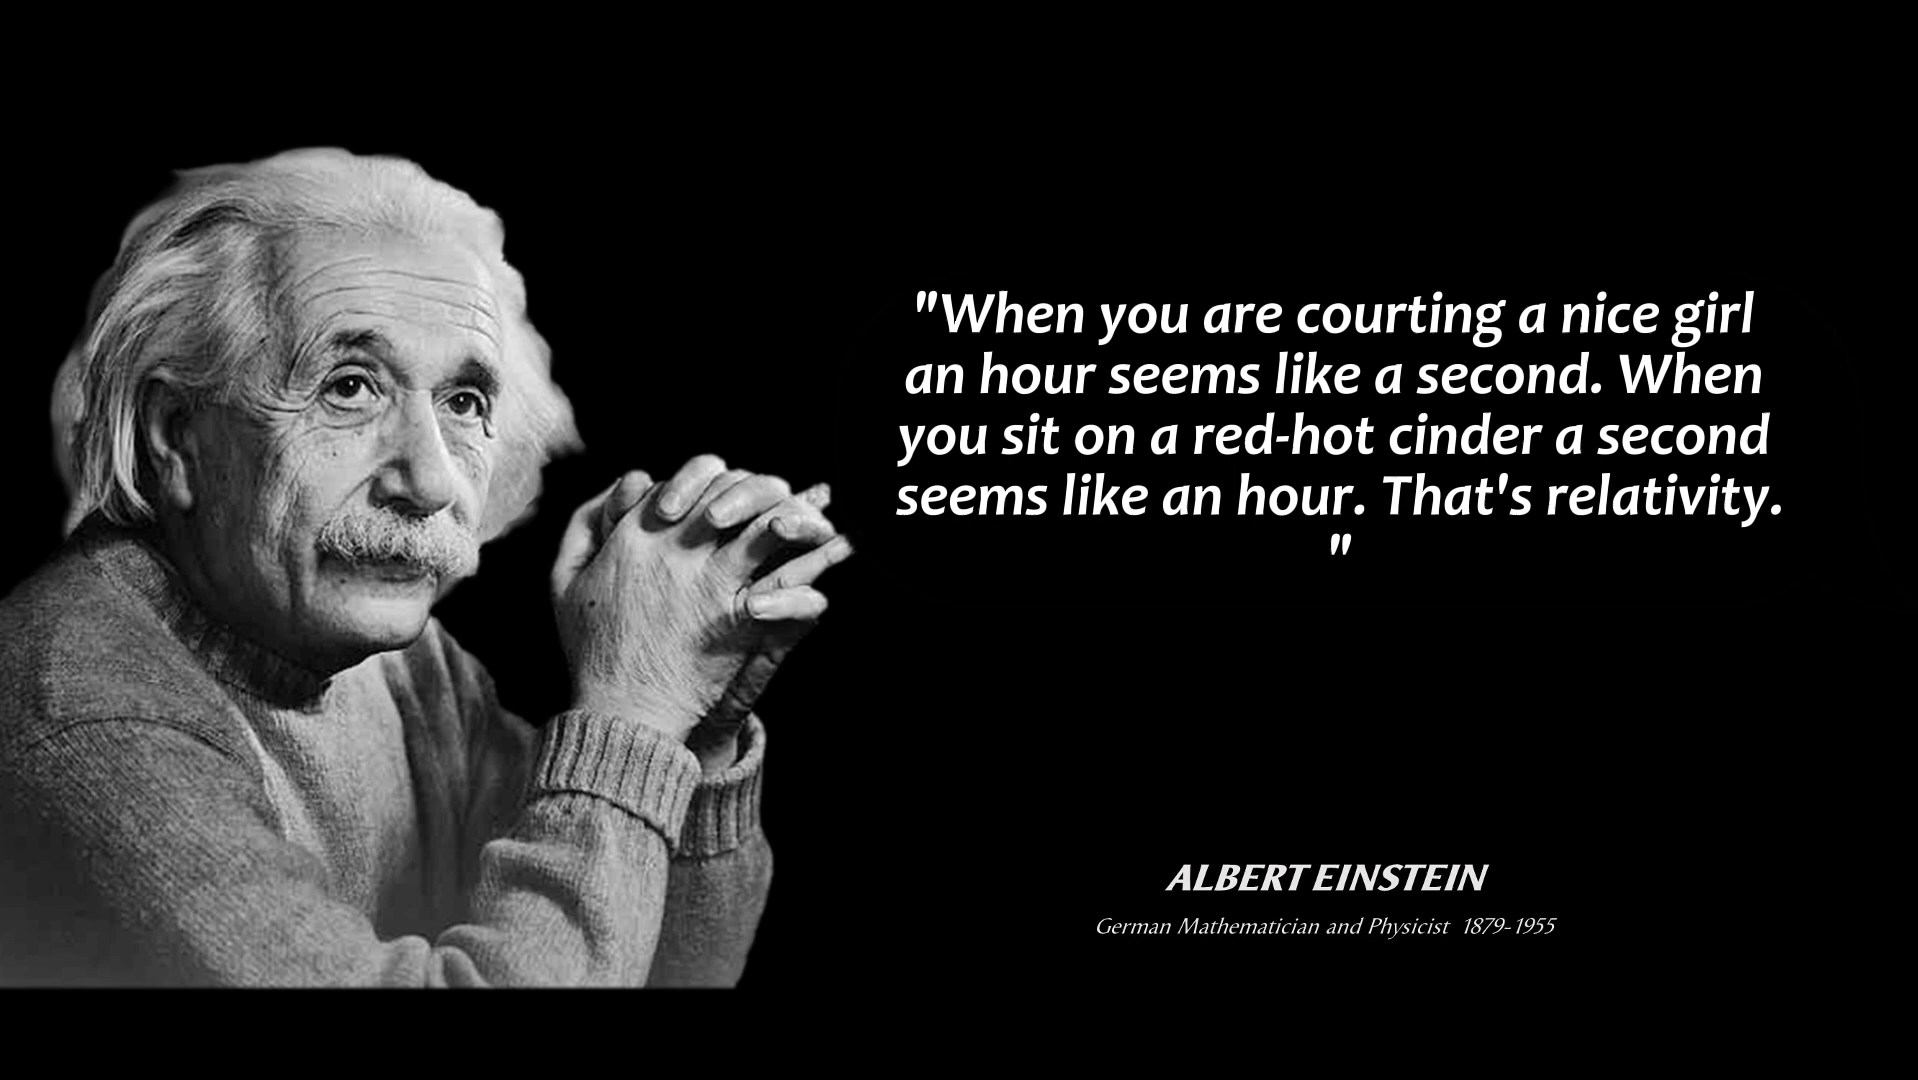 "When you are courting a nice girl
an hour seems like a second. When
you sit on a red-hot cinder a second
seems like an hour. That's relativity.
"
ALBERT EINSTEIN
German Mathematician and Physicist 1879-1955